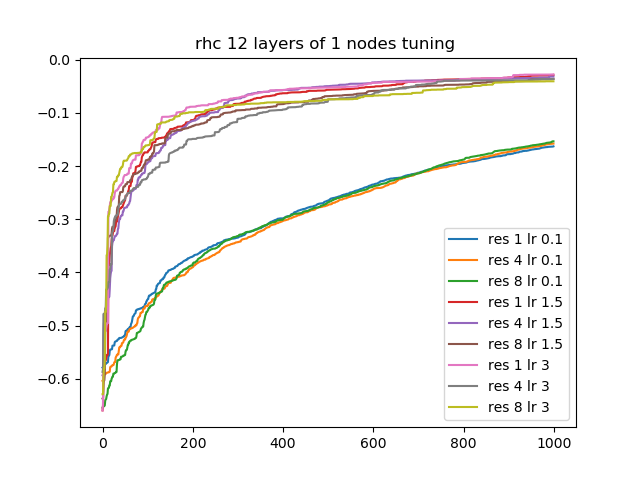 rhc 12 layers of 1 nodes tuning
0.0
−0.1
−0.2
−0.3
−0.4
−0.5
−0.6
res 1 lr 0.1
res 4 lr 0.1
res 8 lr 0.1
res 1 lr 1.5
res 4 lr 1.5
res 8 lr 1.5
res 1 lr 3
res 4 lr 3
res 8 lr 3
0 200 400 600 800 1000